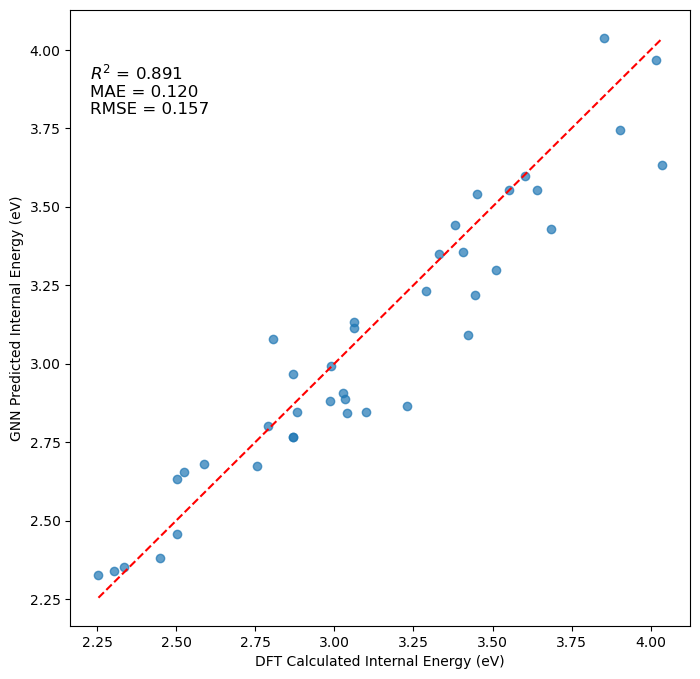 R² = 0.891
MAE = 0.120
RMSE = 0.157
GNN Predicted Internal Energy (eV)
4.00
3.75
3.50
3.25
3.00
2.75
2.50
2.25
2.25 2.50 2.75 3.00 3.25 3.50 3.75 4.00
DFT Calculated Internal Energy (eV)